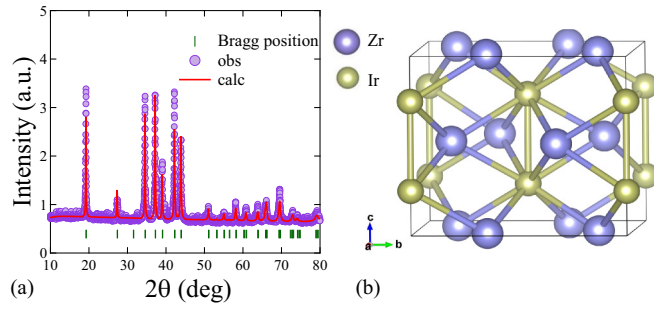 5
4
3
2
1
0
Intensity (a.u.)
Bragg position
obs
calc
10 20 30 40 50 60 70 80
2θ (deg)
(a)
Zr
Ir
c
a
b
(b)